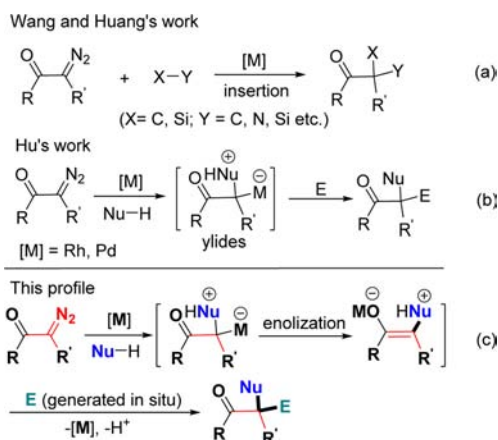 Wang and Huang's work
O N₂ R R' + X–Y [M] insertion O X Y R R' (a)
(X= C, Si; Y = C, N, Si etc.)
Hu's work
O N₂ R R' [M] Nu–H O HNu ⊕ M ⊖ R R' ylides E O Nu E R R' (b)
[M] = Rh, Pd
This profile
O N₂ R R' [M] Nu–H O HNu ⊕ M ⊖ R R' enolization MO ⊖ HNu ⊕ R R' (c)
E (generated in situ) -[M], -H⁺ O Nu E R R'